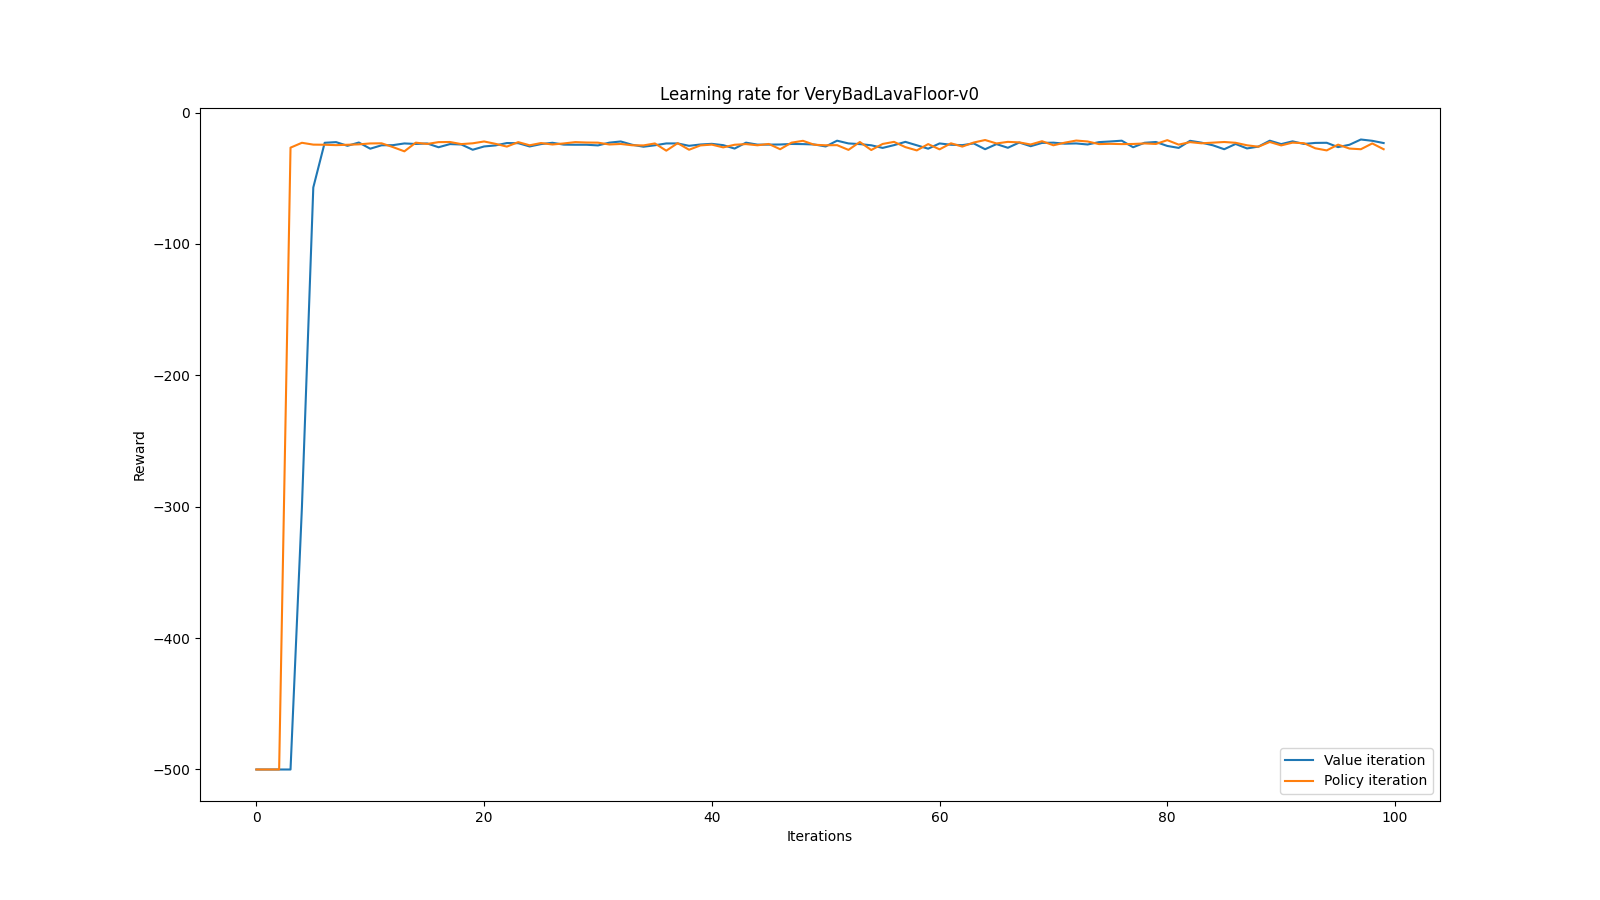 Learning rate for VeryBadLavaFloor-v0
0
−100
−200
−300
−400
−500
Reward
0
20
40
60
80
100
Iterations
Value iteration
Policy iteration